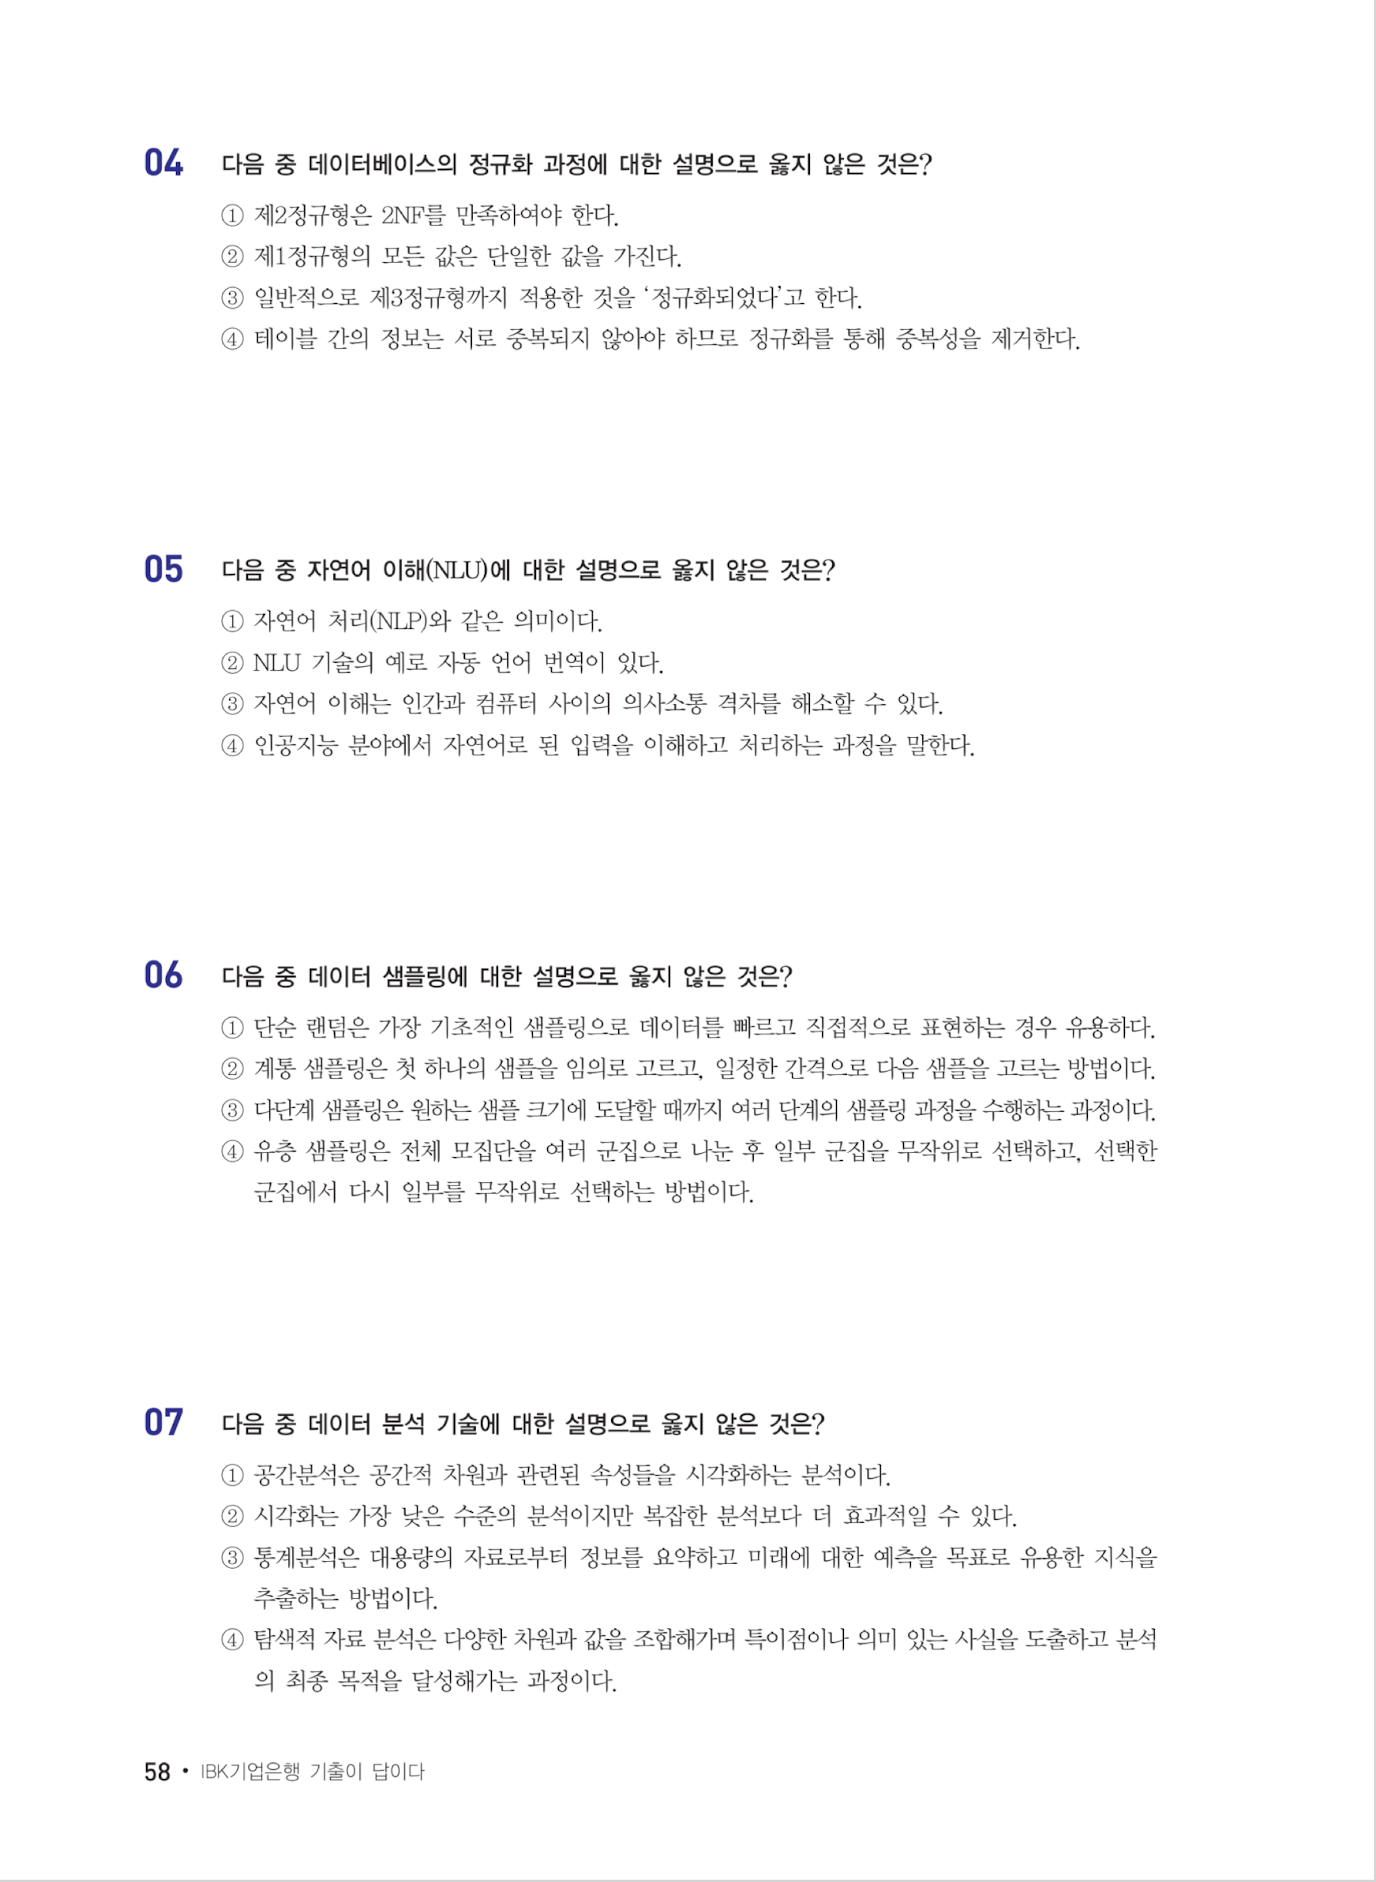 04 다음 중 데이터베이스의 정규화 과정에 대한 설명으로 옳지 않은 것은?
① 제2정규형은 2NF를 만족하여야 한다.
② 제1정규형의 모든 값은 단일한 값을 가진다.
③ 일반적으로 제3정규형까지 적용한 것을 ‘정규화되었다’고 한다.
④ 테이블 간의 정보는 서로 중복되지 않아야 하므로 정규화를 통해 중복성을 제거한다.
05 다음 중 자연어 이해(NLU)에 대한 설명으로 옳지 않은 것은?
① 자연어 처리(NLP)와 같은 의미이다.
② NLU 기술의 예로 자동 언어 번역이 있다.
③ 자연어 이해는 인간과 컴퓨터 사이의 의사소통 격차를 해소할 수 있다.
④ 인공지능 분야에서 자연어로 된 입력을 이해하고 처리하는 과정을 말한다.
06 다음 중 데이터 샘플링에 대한 설명으로 옳지 않은 것은?
① 단순 랜덤은 가장 기초적인 샘플링으로 데이터를 빠르고 직접적으로 표현하는 경우 유용하다.
② 계통 샘플링은 첫 하나의 샘플을 임의로 고르고, 일정한 간격으로 다음 샘플을 고르는 방법이다.
③ 다단계 샘플링은 원하는 샘플 크기에 도달할 때까지 여러 단계의 샘플링 과정을 수행하는 과정이다.
④ 유층 샘플링은 전체 모집단을 여러 군집으로 나눈 후 일부 군집을 무작위로 선택하고, 선택한
군집에서 다시 일부를 무작위로 선택하는 방법이다.
07 다음 중 데이터 분석 기술에 대한 설명으로 옳지 않은 것은?
① 공간분석은 공간적 차원과 관련된 속성들을 시각화하는 분석이다.
② 시각화는 가장 낮은 수준의 분석이지만 복잡한 분석보다 더 효과적일 수 있다.
③ 통계분석은 대용량의 자료로부터 정보를 요약하고 미래에 대한 예측을 목표로 유용한 지식을
추출하는 방법이다.
④ 탐색적 자료 분석은 다양한 차원과 값을 조합해가며 특이점이나 의미 있는 사실을 도출하고 분석
의 최종 목적을 달성해가는 과정이다.
58 • IBK기업은행 기출이 답이다